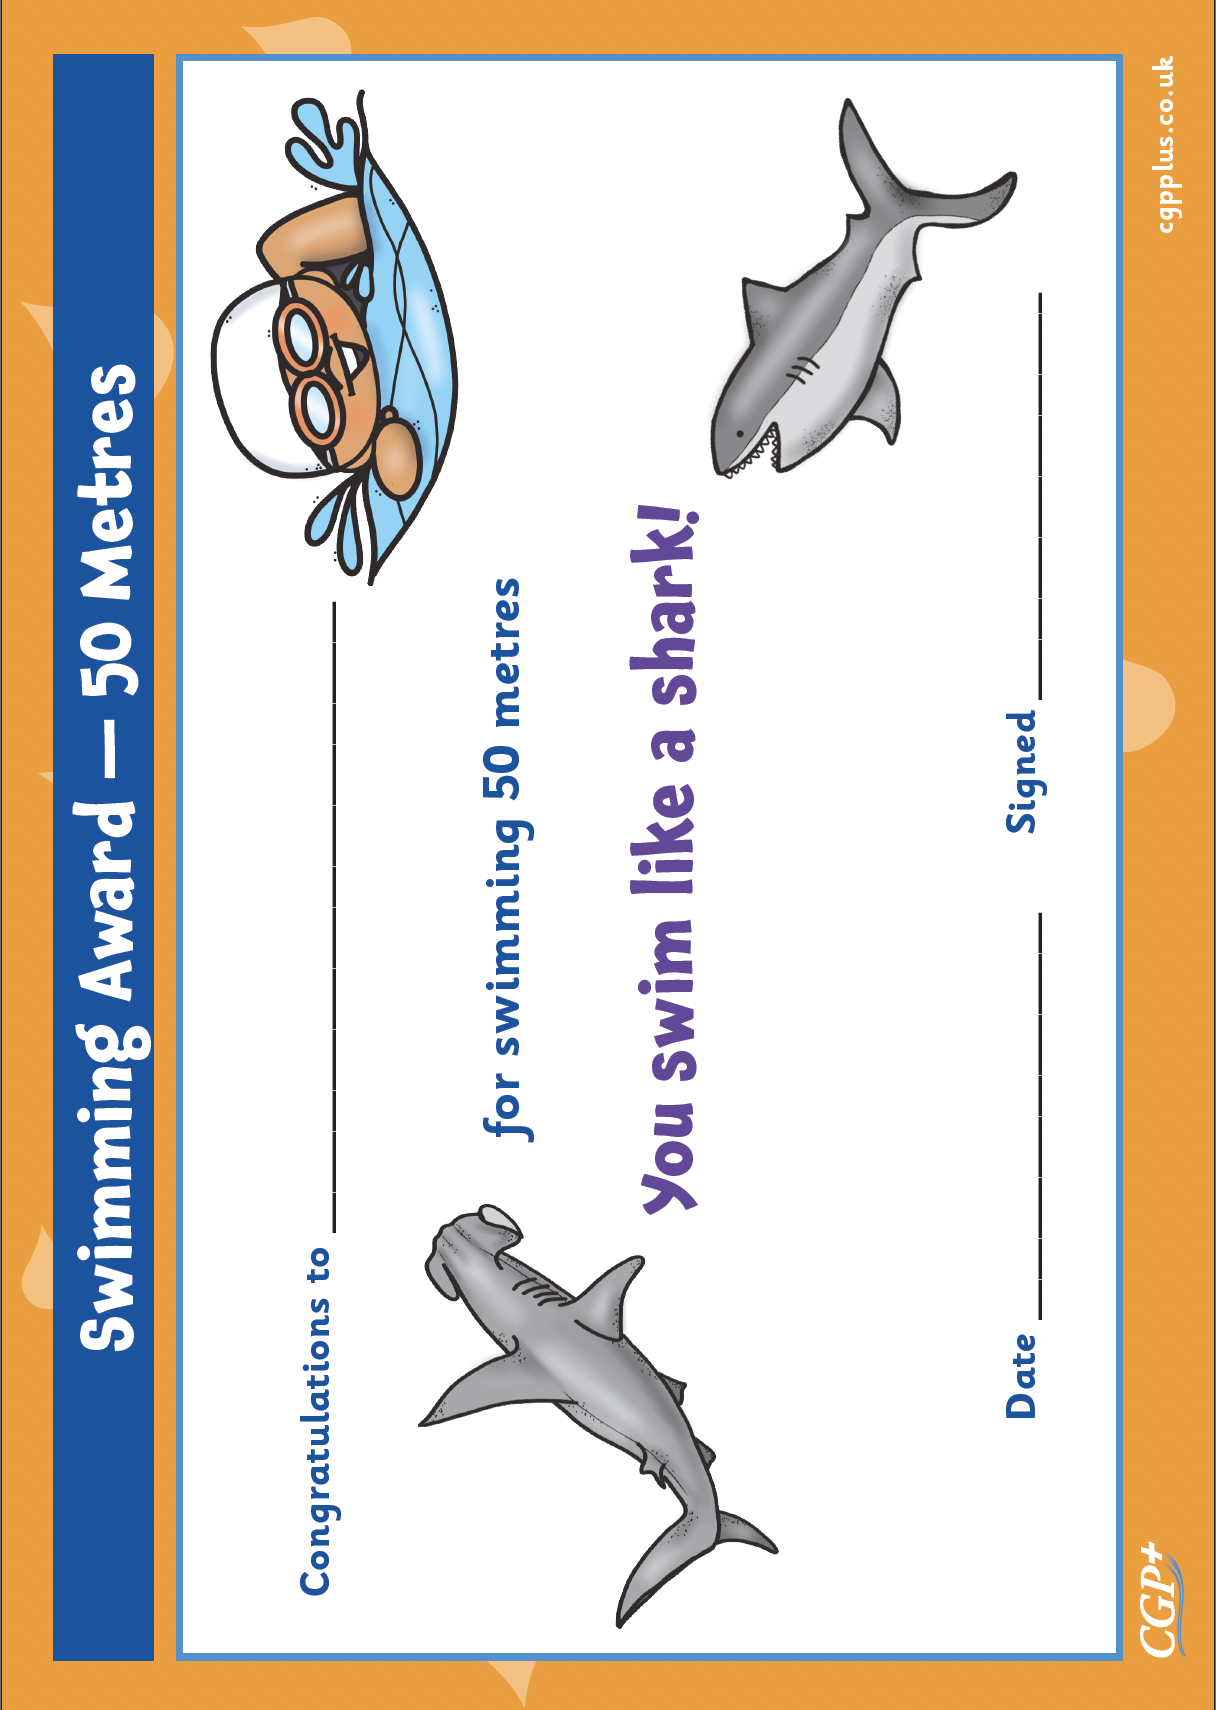 Swimming Award — 50 Metres
Congratulations to
for swimming 50 metres
You swim like a shark!
Date Signed
CGP+ cgpplus.co.uk